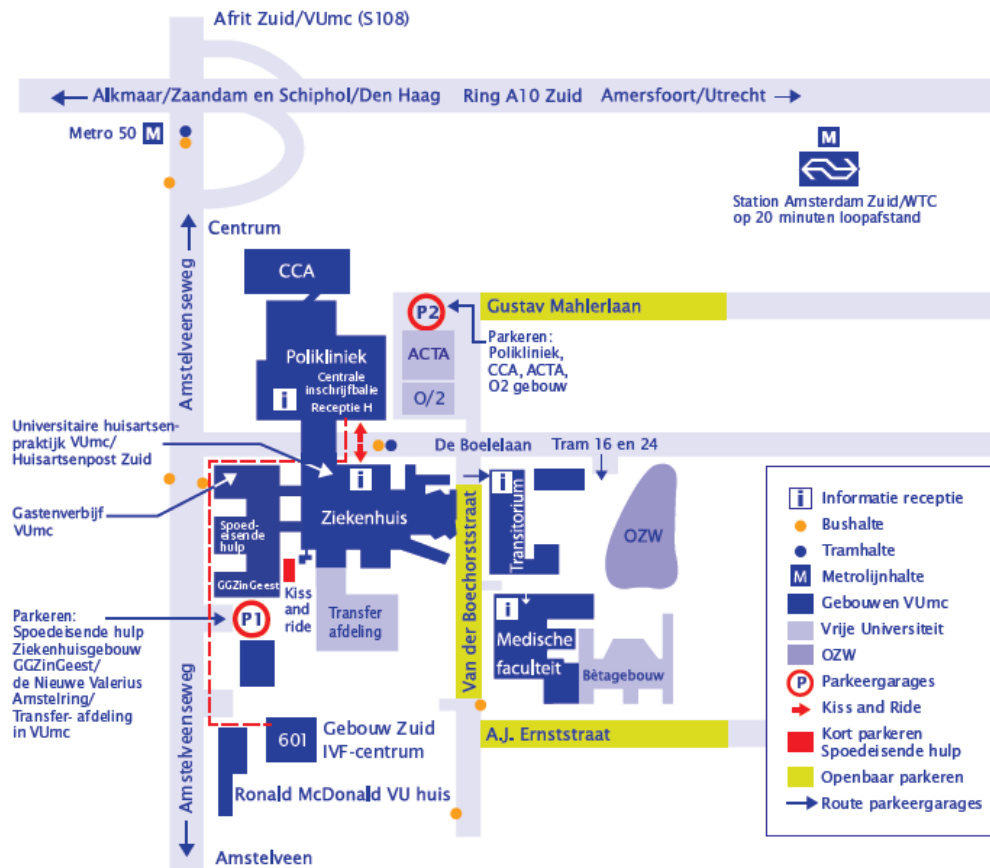 Afrit Zuid/VUmc (S108)
Alkmaar/Zaandam en Schiphol/Den Haag
Ring A10 Zuid
Amersfoort/Utrecht
Metro 50 M
M
Station Amsterdam Zuid/WTC
op 20 minuten loopafstand
Amstelveenseweg
Centrum
CCA
P2
Gustav Mahlerlaan
Parkeren:
Polikliniek,
CCA, ACTA,
O2 gebouw
ACTA
O/2
Polikliniek
Centrale
inschrijfbalie
Receptie H
i
Universitaire huisartsen-
praktijk VUmc/
Huisartsenpost Zuid
De Boelelaan
Tram 16 en 24
Gastenverbijf
VUmc
i
Ziekenhuis
Spoed-
eisende
hulp
GGZinGeest
Kiss
and
ride
Transfer
afdeling
Van der Boechorststraat
i
Transitorium
OZW
i
Medische
faculteit
Bètagebouw
P1
Parkeren:
Spoedeisende hulp
Ziekenhuisgebouw
GGZinGeest/
de Nieuwe Valerius
Amstelring/
Transfer- afdeling
in VUmc
Amstelveenseweg
601
Gebouw Zuid
IVF-centrum
A.J. Ernststraat
Ronald McDonald VU huis
Amstelveen
i Informatie receptie
Bushalte
Tramhalte
M Metrolijnhalte
Gebouwen VUmc
Vrije Universiteit
OZW
P Parkeergarages
Kiss and Ride
Kort parkeren
Spoedeisende hulp
Openbaar parkeren
Route parkeergarages